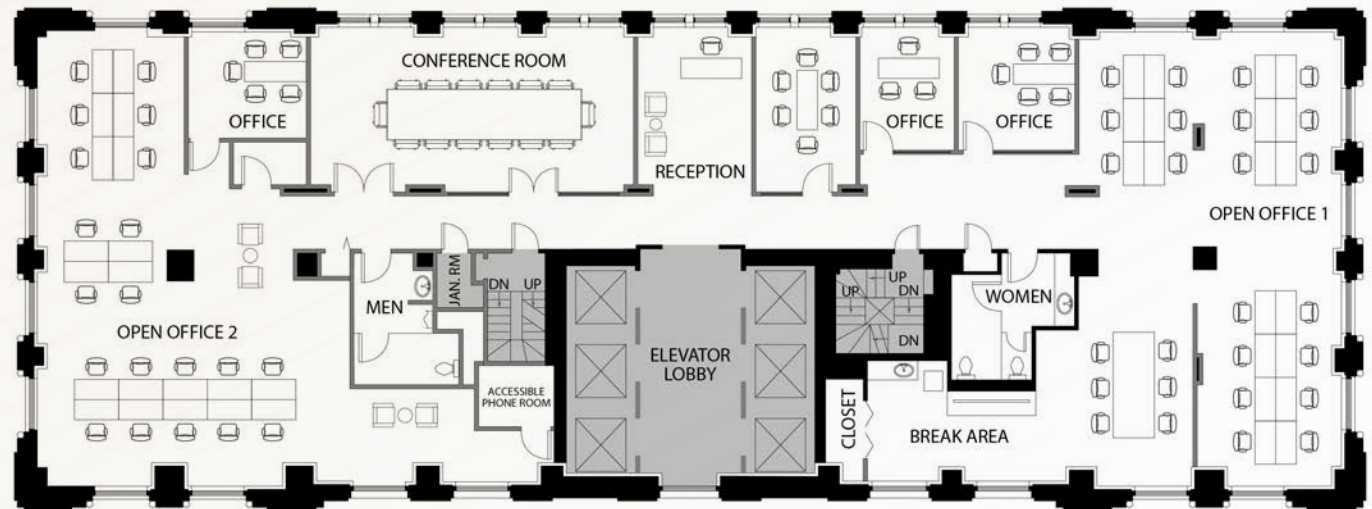 CONFERENCE ROOM
OFFICE
RECEPTION
OFFICE
OFFICE
OPEN OFFICE 1
JAN. RM
DN
UP
UP
UP
DN
DN
MEN
WOMEN
OPEN OFFICE 2
ELEVATOR
LOBBY
ACCESSIBLE
PHONE ROOM
CLOSET
BREAK AREA